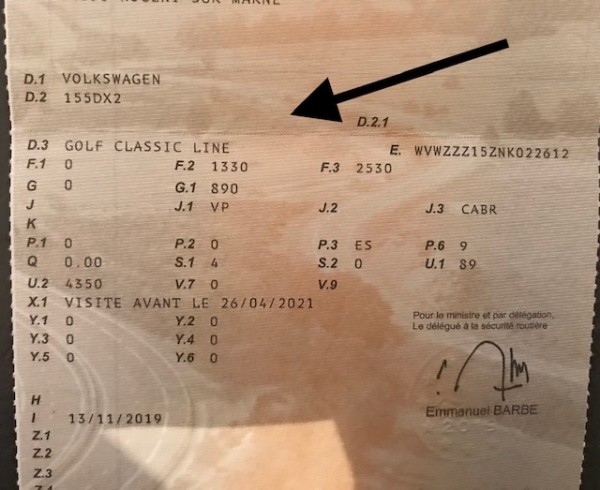 NOGENT SUR MARNE
D.1 VOLKSWAGEN
D.2 155DX2
D.2.1
D.3 GOLF CLASSIC LINE E. WVWZZZ15ZNK022612
F.1 0 F.2 1330 F.3 2530
G 0 G.1 890
J J.1 VP J.2 J.3 CABR
K
P.1 0 P.2 0 P.3 ES P.6 9
Q 0.00 S.1 4 S.2 0 U.1 89
U.2 4350 V.7 0 V.9
X.1 VISITE AVANT LE 26/04/2021
Y.1 0 Y.2 0
Y.3 0 Y.4 0
Y.5 0 Y.6 0
Pour le ministre et par délégation,
Le délégué à la sécurité routière
Emmanuel BARBE
H
I 13/11/2019
Z.1
Z.2
Z.3
Z.4